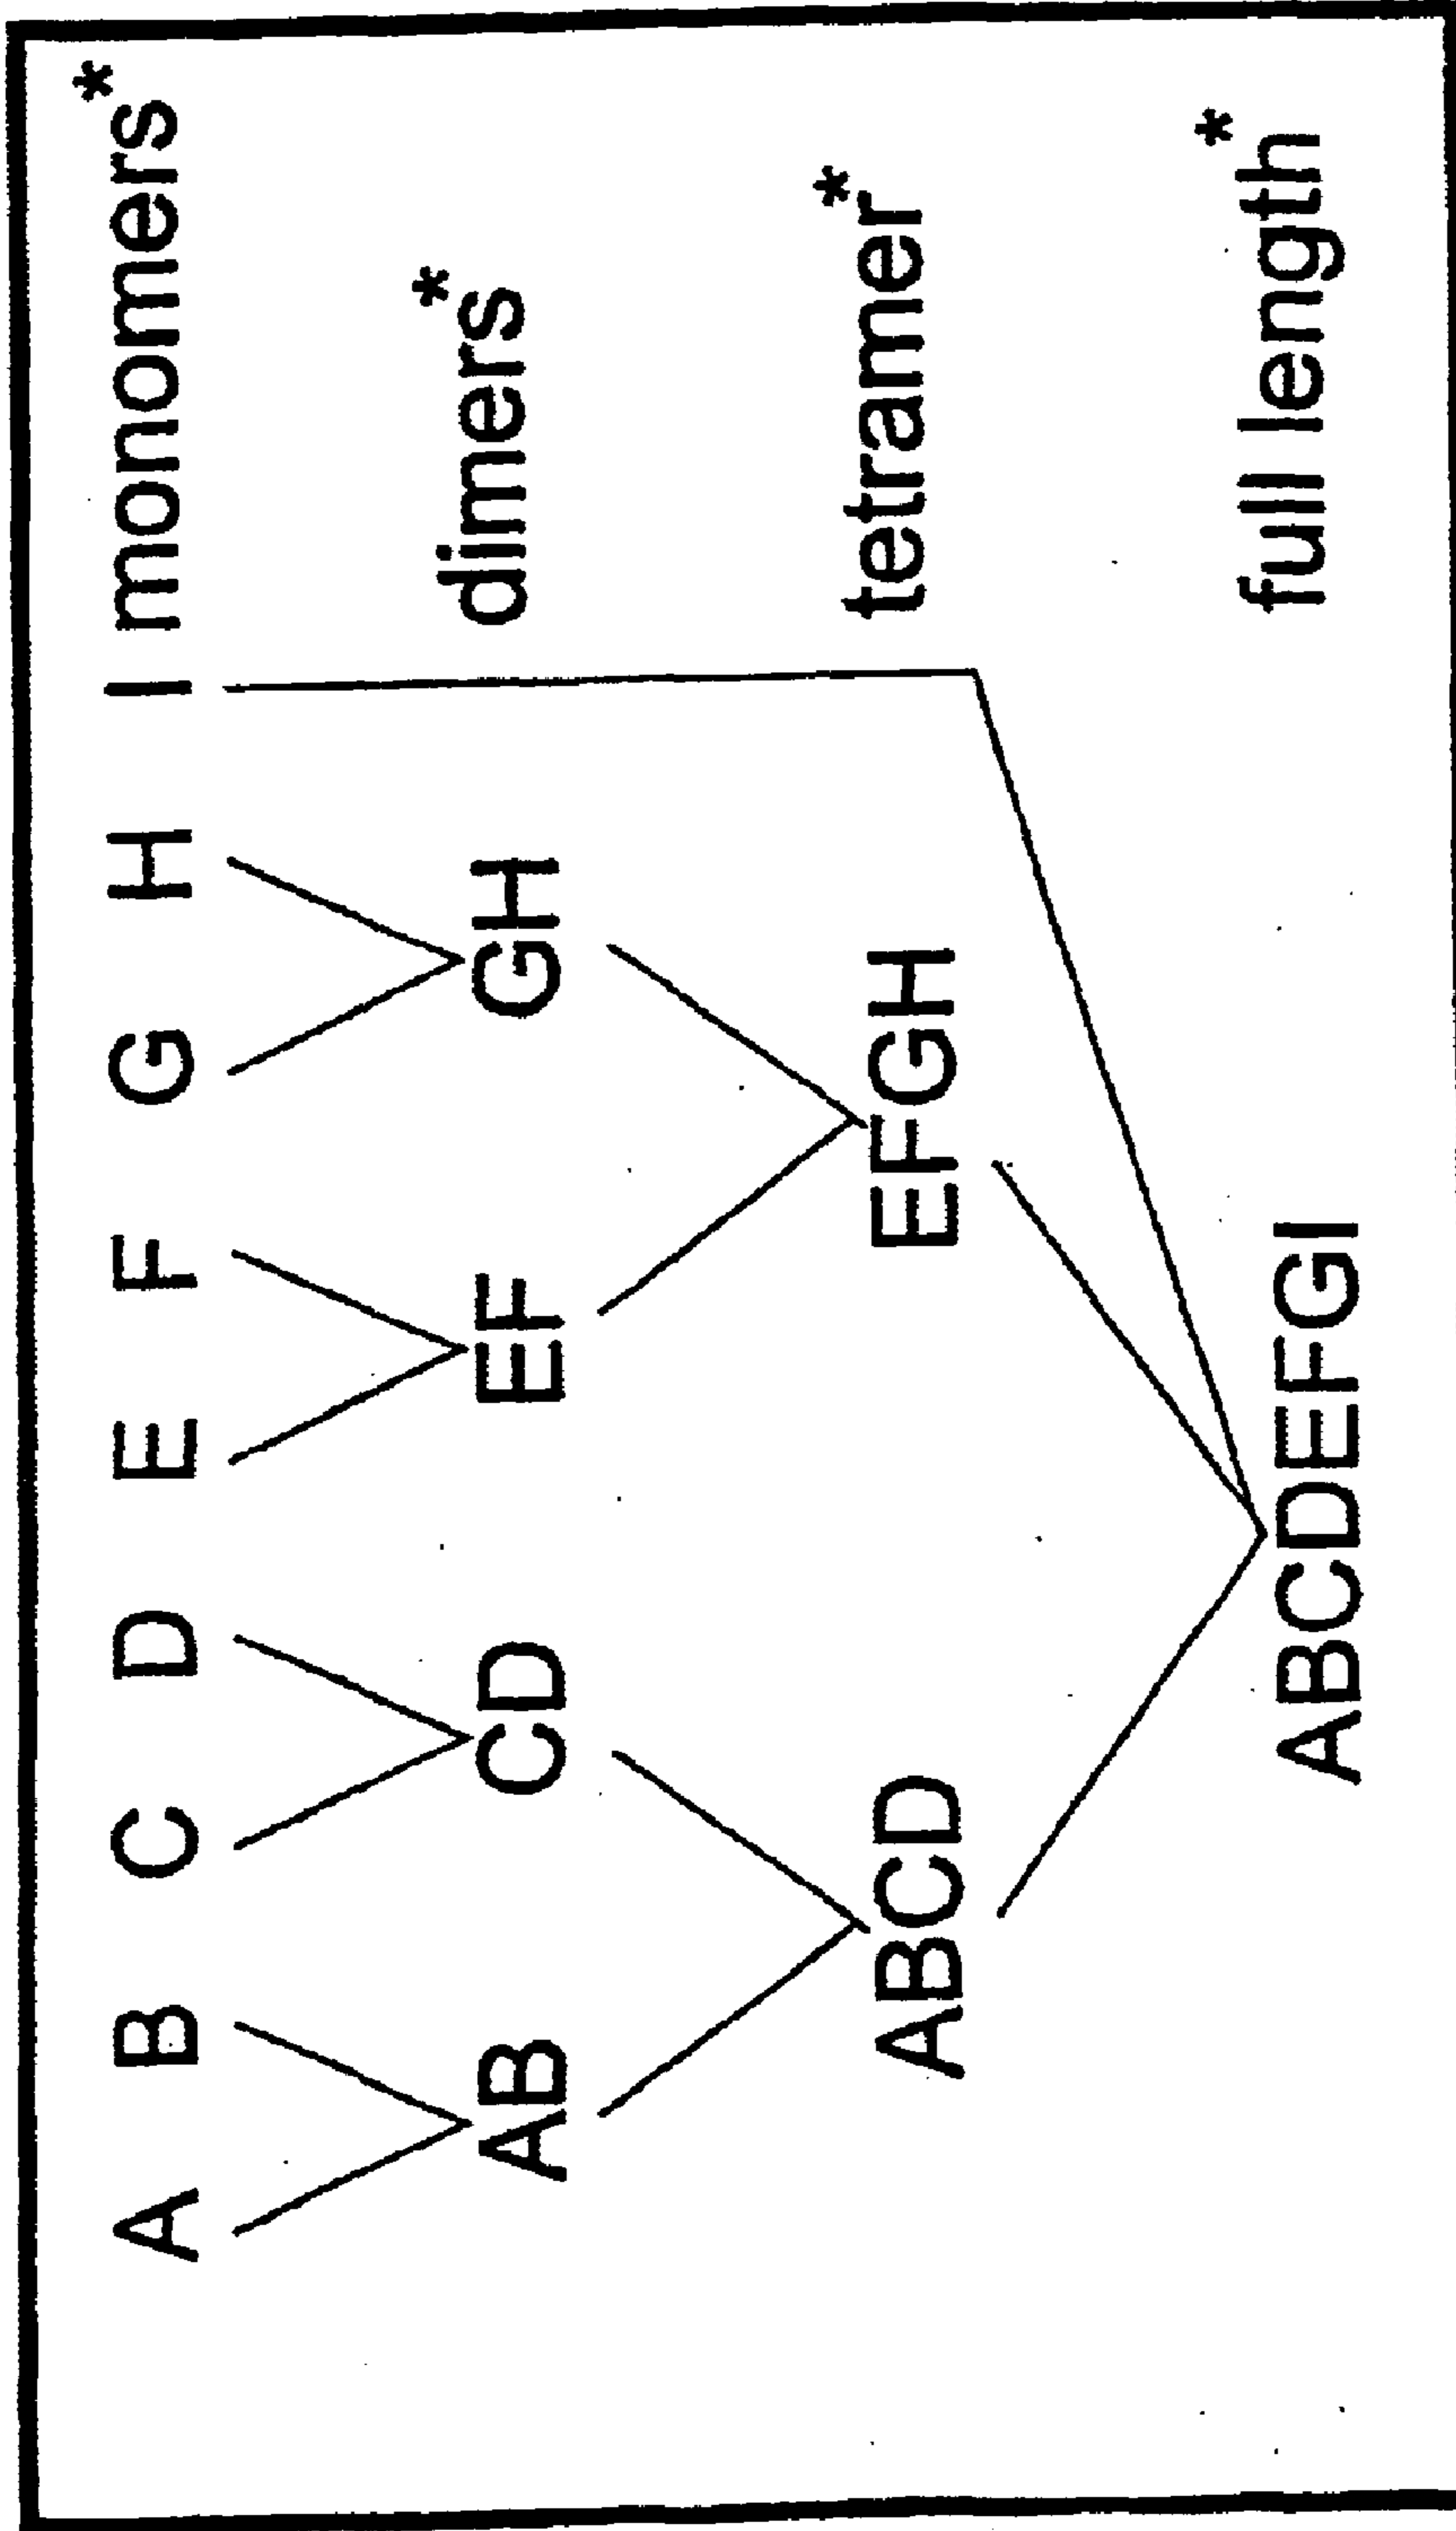 A B C D E F G H I monomers*
AB CD EF GH dimers*
ABCD EFGH tetramer*
ABCDEFGI full length*